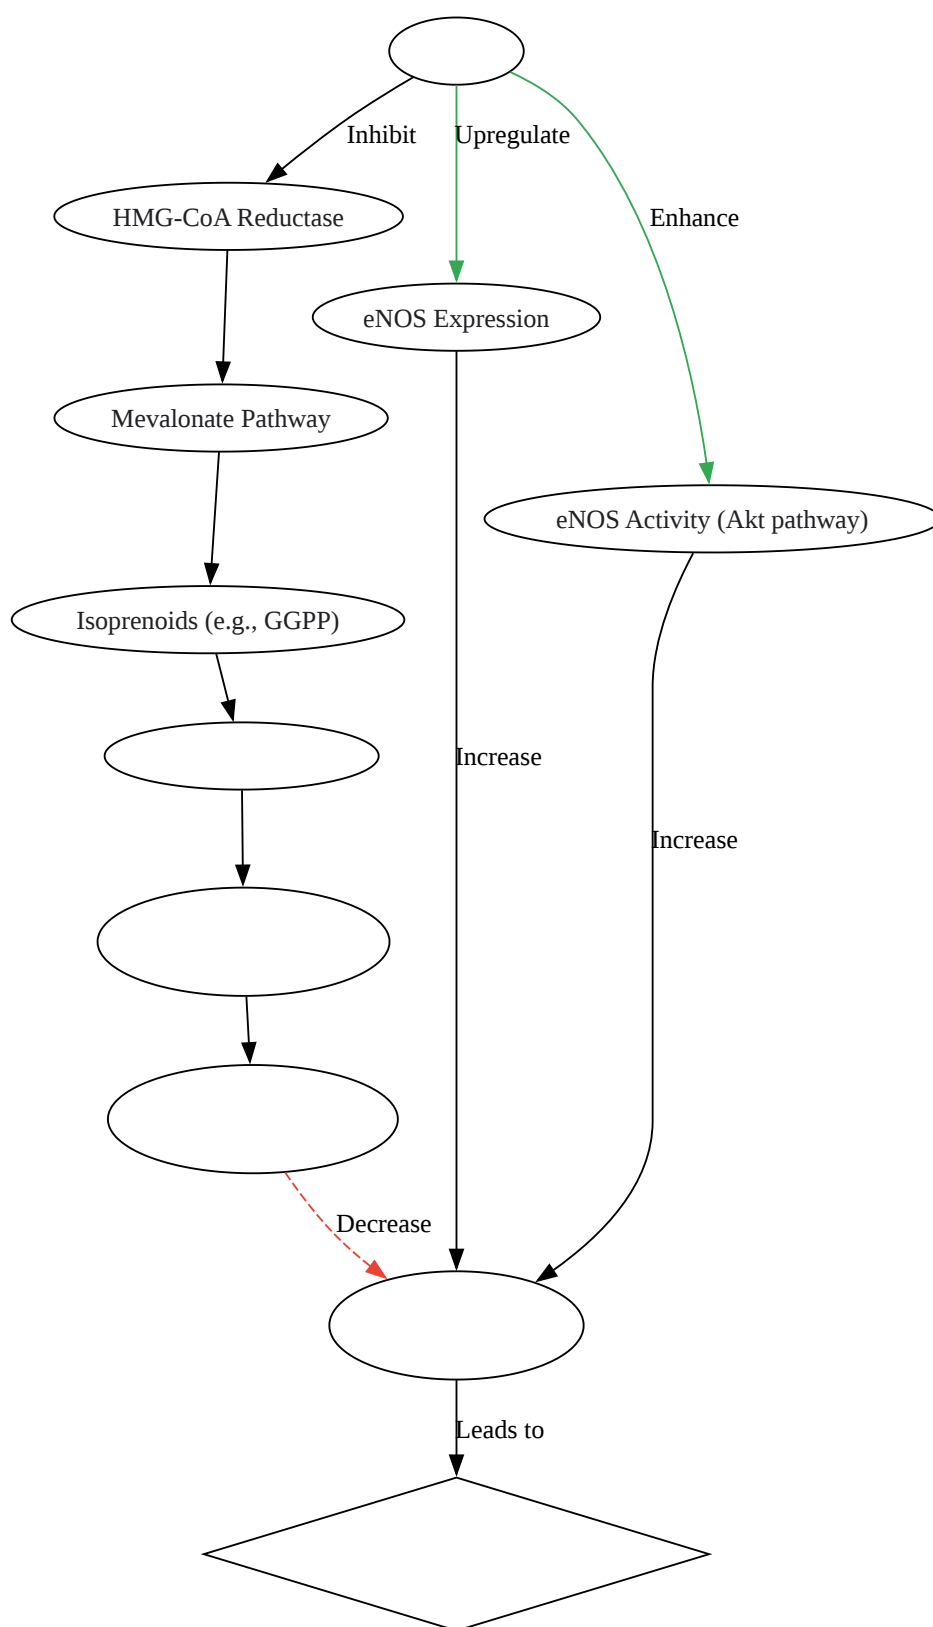 Inhibit
Upregulate
HMG-CoA Reductase
Enhance
eNOS Expression
Mevalonate Pathway
eNOS Activity (Akt pathway)
Isoprenoids (e.g., GGPP)
Increase
Increase
Decrease
Leads to